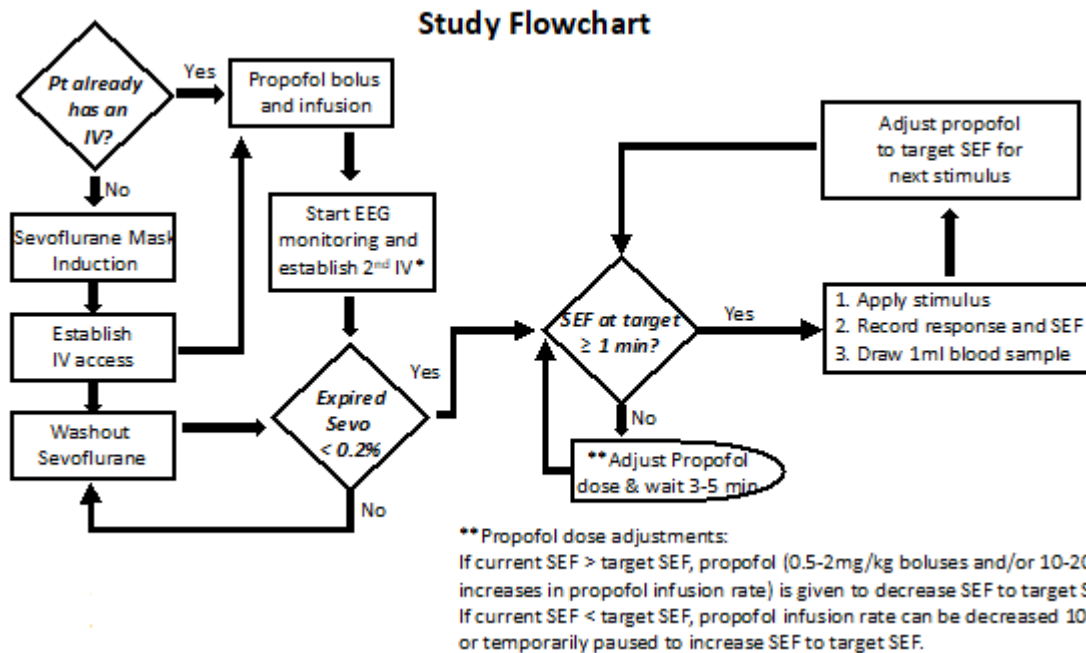 Study Flowchart
Pt already
has an
IV?
Yes
No
Propofol bolus
and infusion
Sevoflurane Mask
Induction
Establish
IV access
Washout
Sevoflurane
Start EEG
monitoring and
establish 2nd IV*
Expired
Sevo
< 0.2%
Yes
No
SEF at target
≥ 1 min?
Yes
No
**Adjust Propofol
dose & wait 3-5 min
1. Apply stimulus
2. Record response and SEF
3. Draw 1ml blood sample
Adjust propofol
to target SEF for
next stimulus
**Propofol dose adjustments:
If current SEF > target SEF, propofol (0.5-2mg/kg boluses and/or 10-20
increases in propofol infusion rate) is given to decrease SEF to target S
If current SEF < target SEF, propofol infusion rate can be decreased 10
or temporarily paused to increase SEF to target SEF.